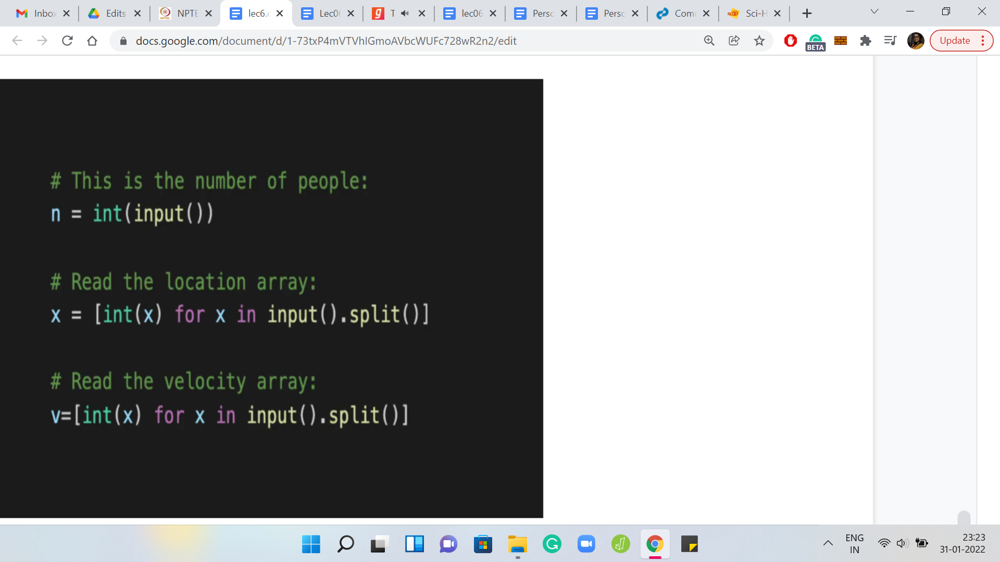 Inbox
Edits
NPTE
lec6.c
Lec06
T
lec06
Perso
Perso
Com
Sci-H
docs.google.com/document/d/1-73txP4mVTVhIGmoAVbcWUFc728wR2n2/edit
BETA
Update
# This is the number of people:
n = int(input())
# Read the location array:
x = [int(x) for x in input().split()]
# Read the velocity array:
v=[int(x) for x in input().split()]
ENG
IN
23:23
31-01-2022